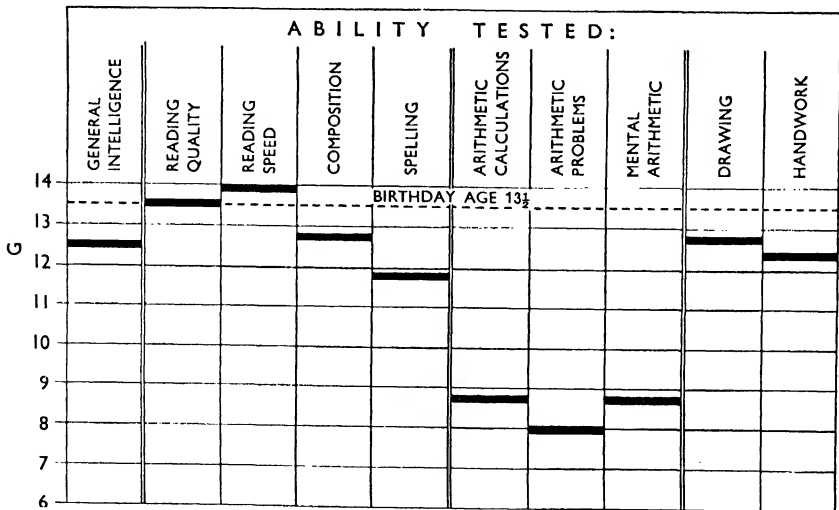 ABILITY TESTED:
GENERAL
INTELLIGENCE
READING
QUALITY
READING
SPEED
COMPOSITION
SPELLING
ARITHMETIC
CALCULATIONS
ARITHMETIC
PROBLEMS
MENTAL
ARITHMETIC
DRAWING
HANDWORK
14
BIRTHDAY AGE 13½
13
G
12
11
10
9
8
7
6